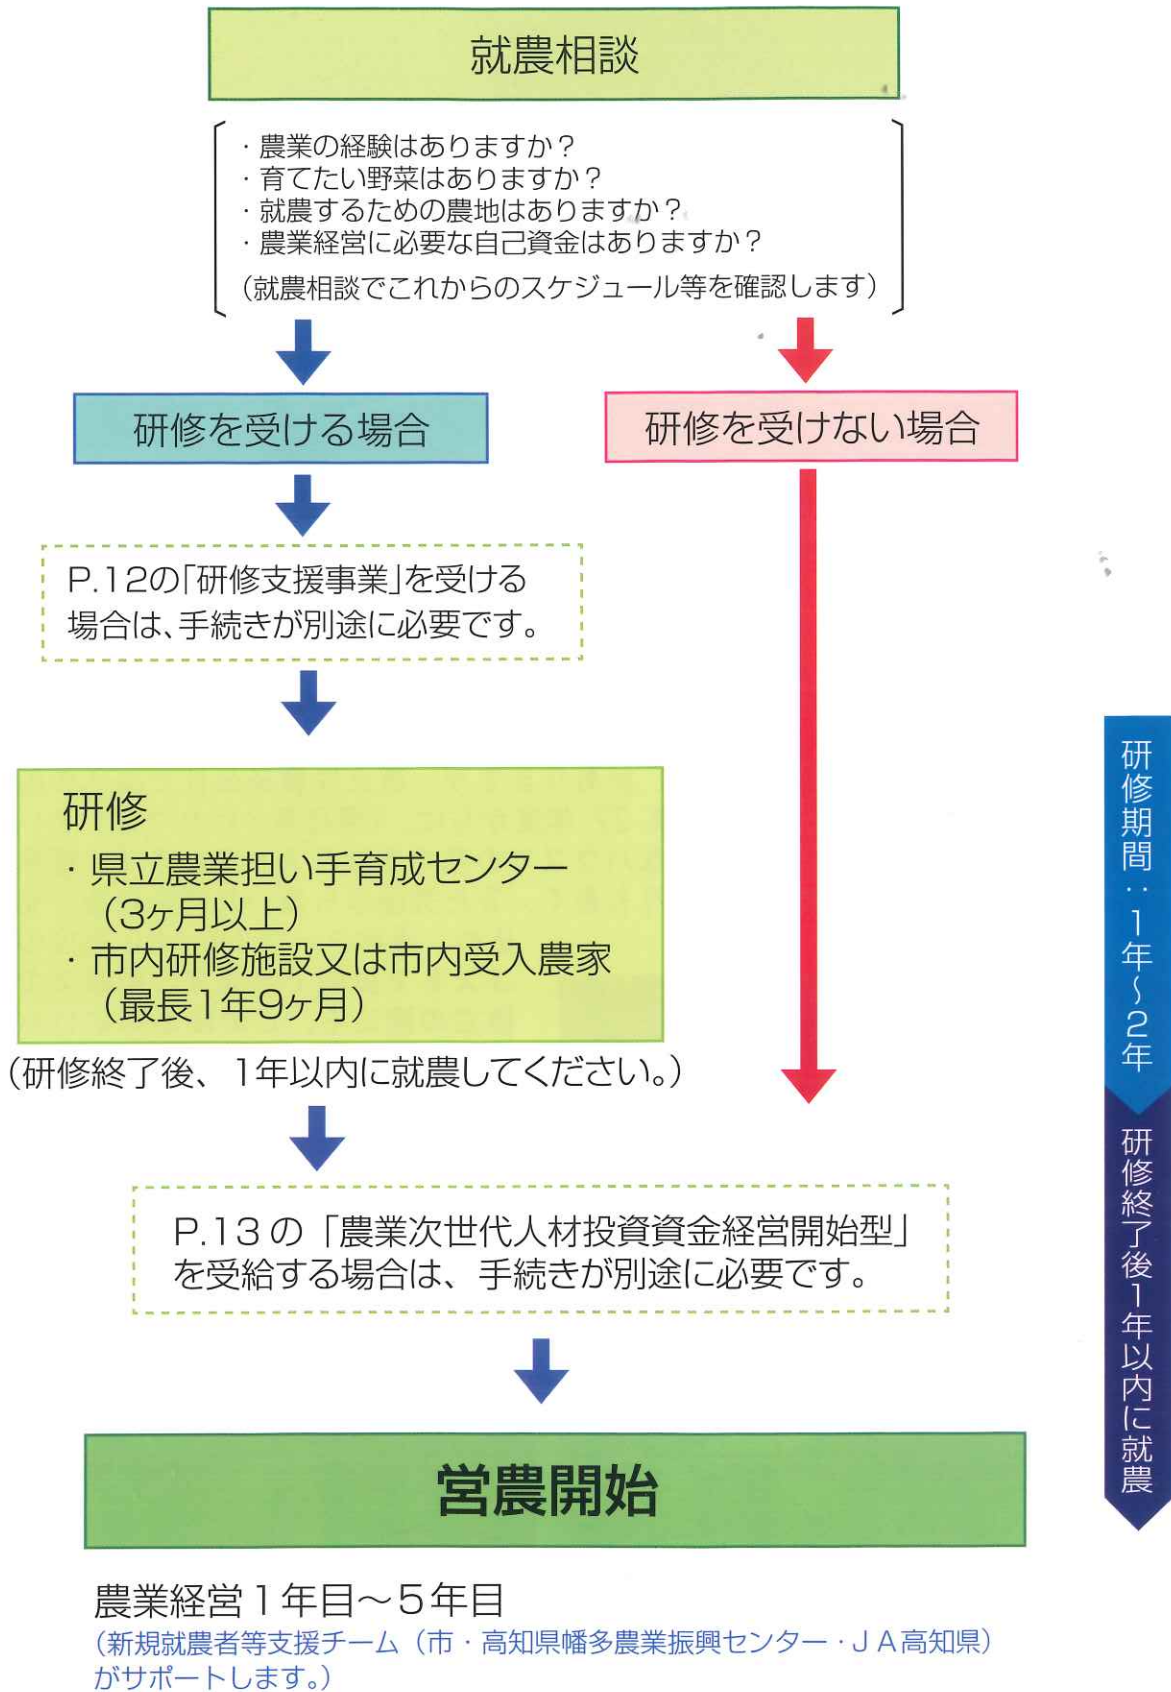 就農相談
・農業の経験はありますか？
・育てたい野菜はありますか？
・就農するための農地はありますか？
・農業経営に必要な自己資金はありますか？
（就農相談でこれからのスケジュール等を確認します）
研修を受ける場合
研修を受けない場合
P.12の「研修支援事業」を受ける
場合は、手続きが別途に必要です。
研修
・県立農業担い手育成センター
（3ヶ月以上）
・市内研修施設又は市内受入農家
（最長1年9ヶ月）
（研修終了後、1年以内に就農してください。）
P.13の「農業次世代人材投資資金経営開始型」
を受給する場合は、手続きが別途に必要です。
営農開始
農業経営1年目～5年目
（新規就農者等支援チーム（市・高知県幡多農業振興センター・JA高知県）
がサポートします。）
研修期間：1年～2年
研修終了後1年以内に就農